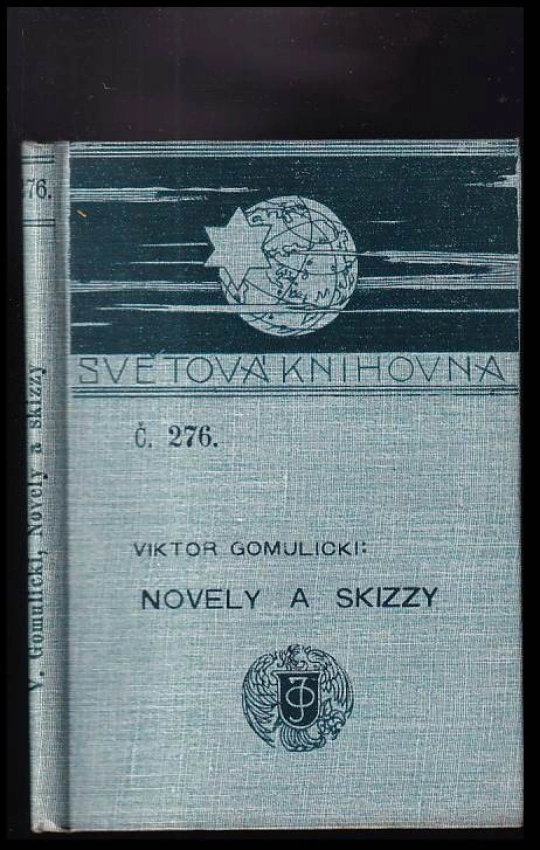 276.
SVĚTOVÁ KNIHOVNA
Č. 276.
VIKTOR GOMULICKI:
NOVELY A SKIZZY
V. Gomulicki, Novely a skizzy